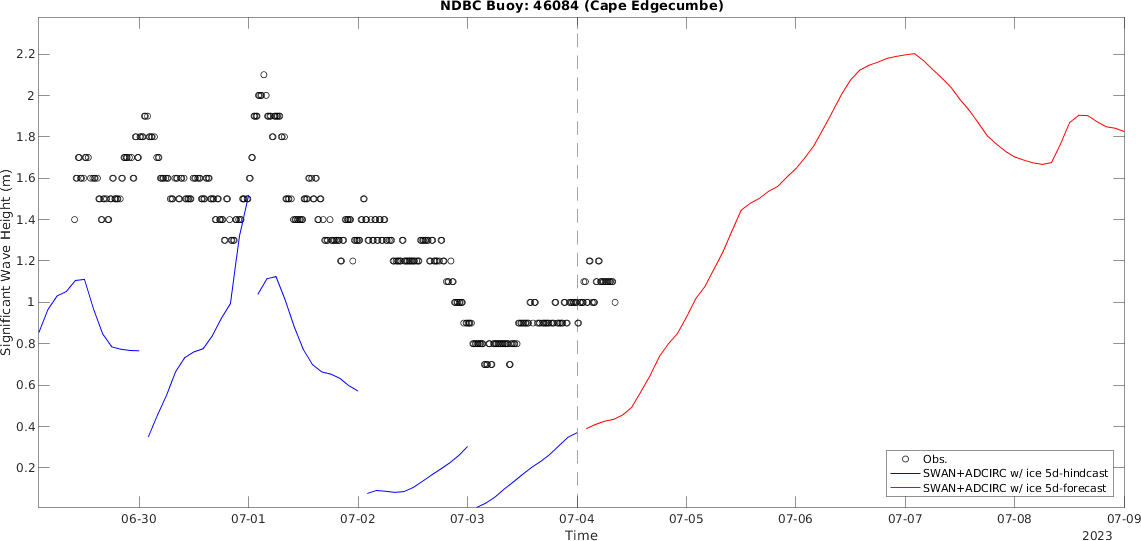 NDBC Buoy: 46084 (Cape Edgecumbe)
Significant Wave Height (m)
2.2
2
1.8
1.6
1.4
1.2
1
0.8
0.6
0.4
0.2
Obs.
SWAN+ADCIRC w/ ice 5d-hindcast
SWAN+ADCIRC w/ ice 5d-forecast
06-30 07-01 07-02 07-03 07-04 07-05 07-06 07-07 07-08 07-09
Time
2023